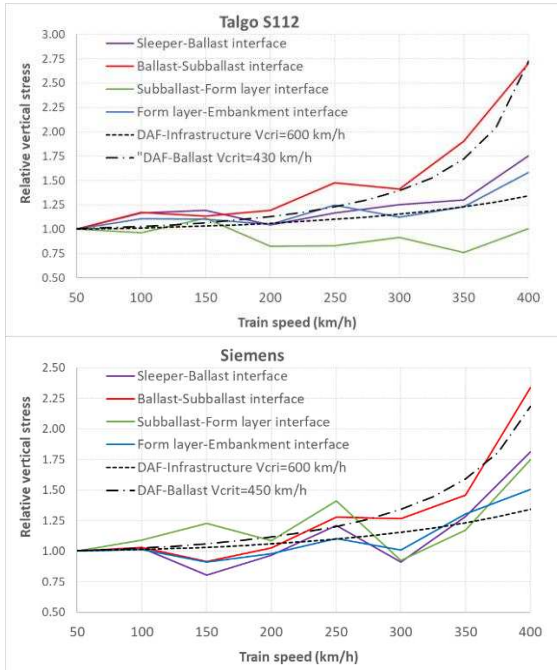 Talgo S112
3.00
2.75
2.50
2.25
2.00
1.75
1.50
1.25
1.00
0.75
0.50
Relative vertical stress
Sleeper-Ballast interface
Ballast-Subballast interface
Subballast-Form layer interface
Form layer-Embankment interface
DAF-Infrastructure Vcri=600 km/h
"DAF-Ballast Vcrit=430 km/h
50 100 150 200 250 300 350 400
Train speed (km/h)
Siemens
2.50
2.25
2.00
1.75
1.50
1.25
1.00
0.75
0.50
Relative vertical stress
Sleeper-Ballast interface
Ballast-Subballast interface
Subballast-Form layer interface
Form layer-Embankment interface
DAF-Infrastructure Vcri=600 km/h
DAF-Ballast Vcrit=450 km/h
50 100 150 200 250 300 350 400
Train speed (km/h)